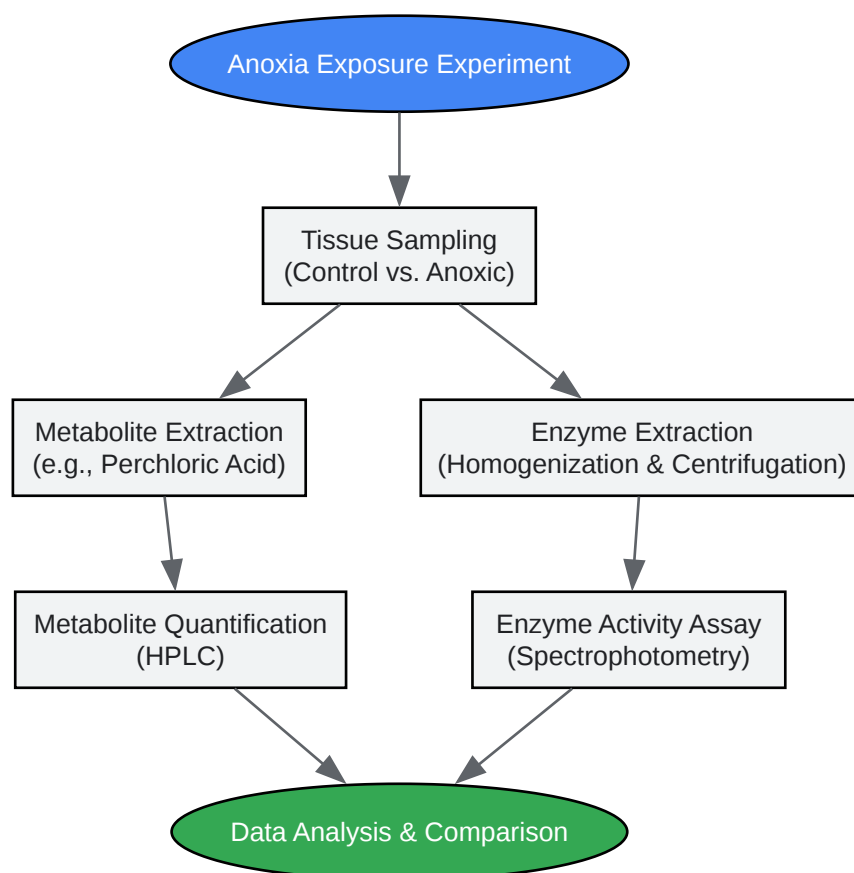 Anoxia Exposure Experiment
Tissue Sampling
(Control vs. Anoxic)
Metabolite Extraction
(e.g., Perchloric Acid)
Enzyme Extraction
(Homogenization & Centrifugation)
Metabolite Quantification
(HPLC)
Enzyme Activity Assay
(Spectrophotometry)
Data Analysis & Comparison